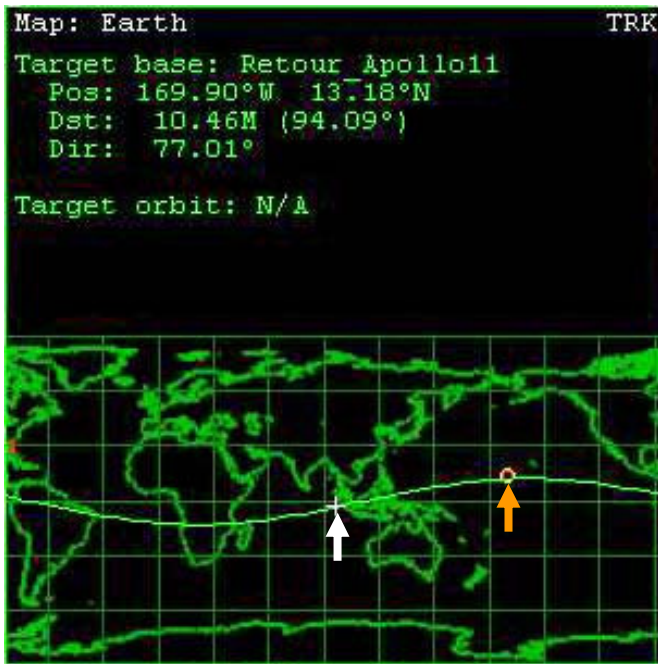 Map: Earth TRK
Target base: Retour_Apollo11
Pos: 169.90°W 13.18°N
Dst: 10.46M (94.09°)
Dir: 77.01°
Target orbit: N/A